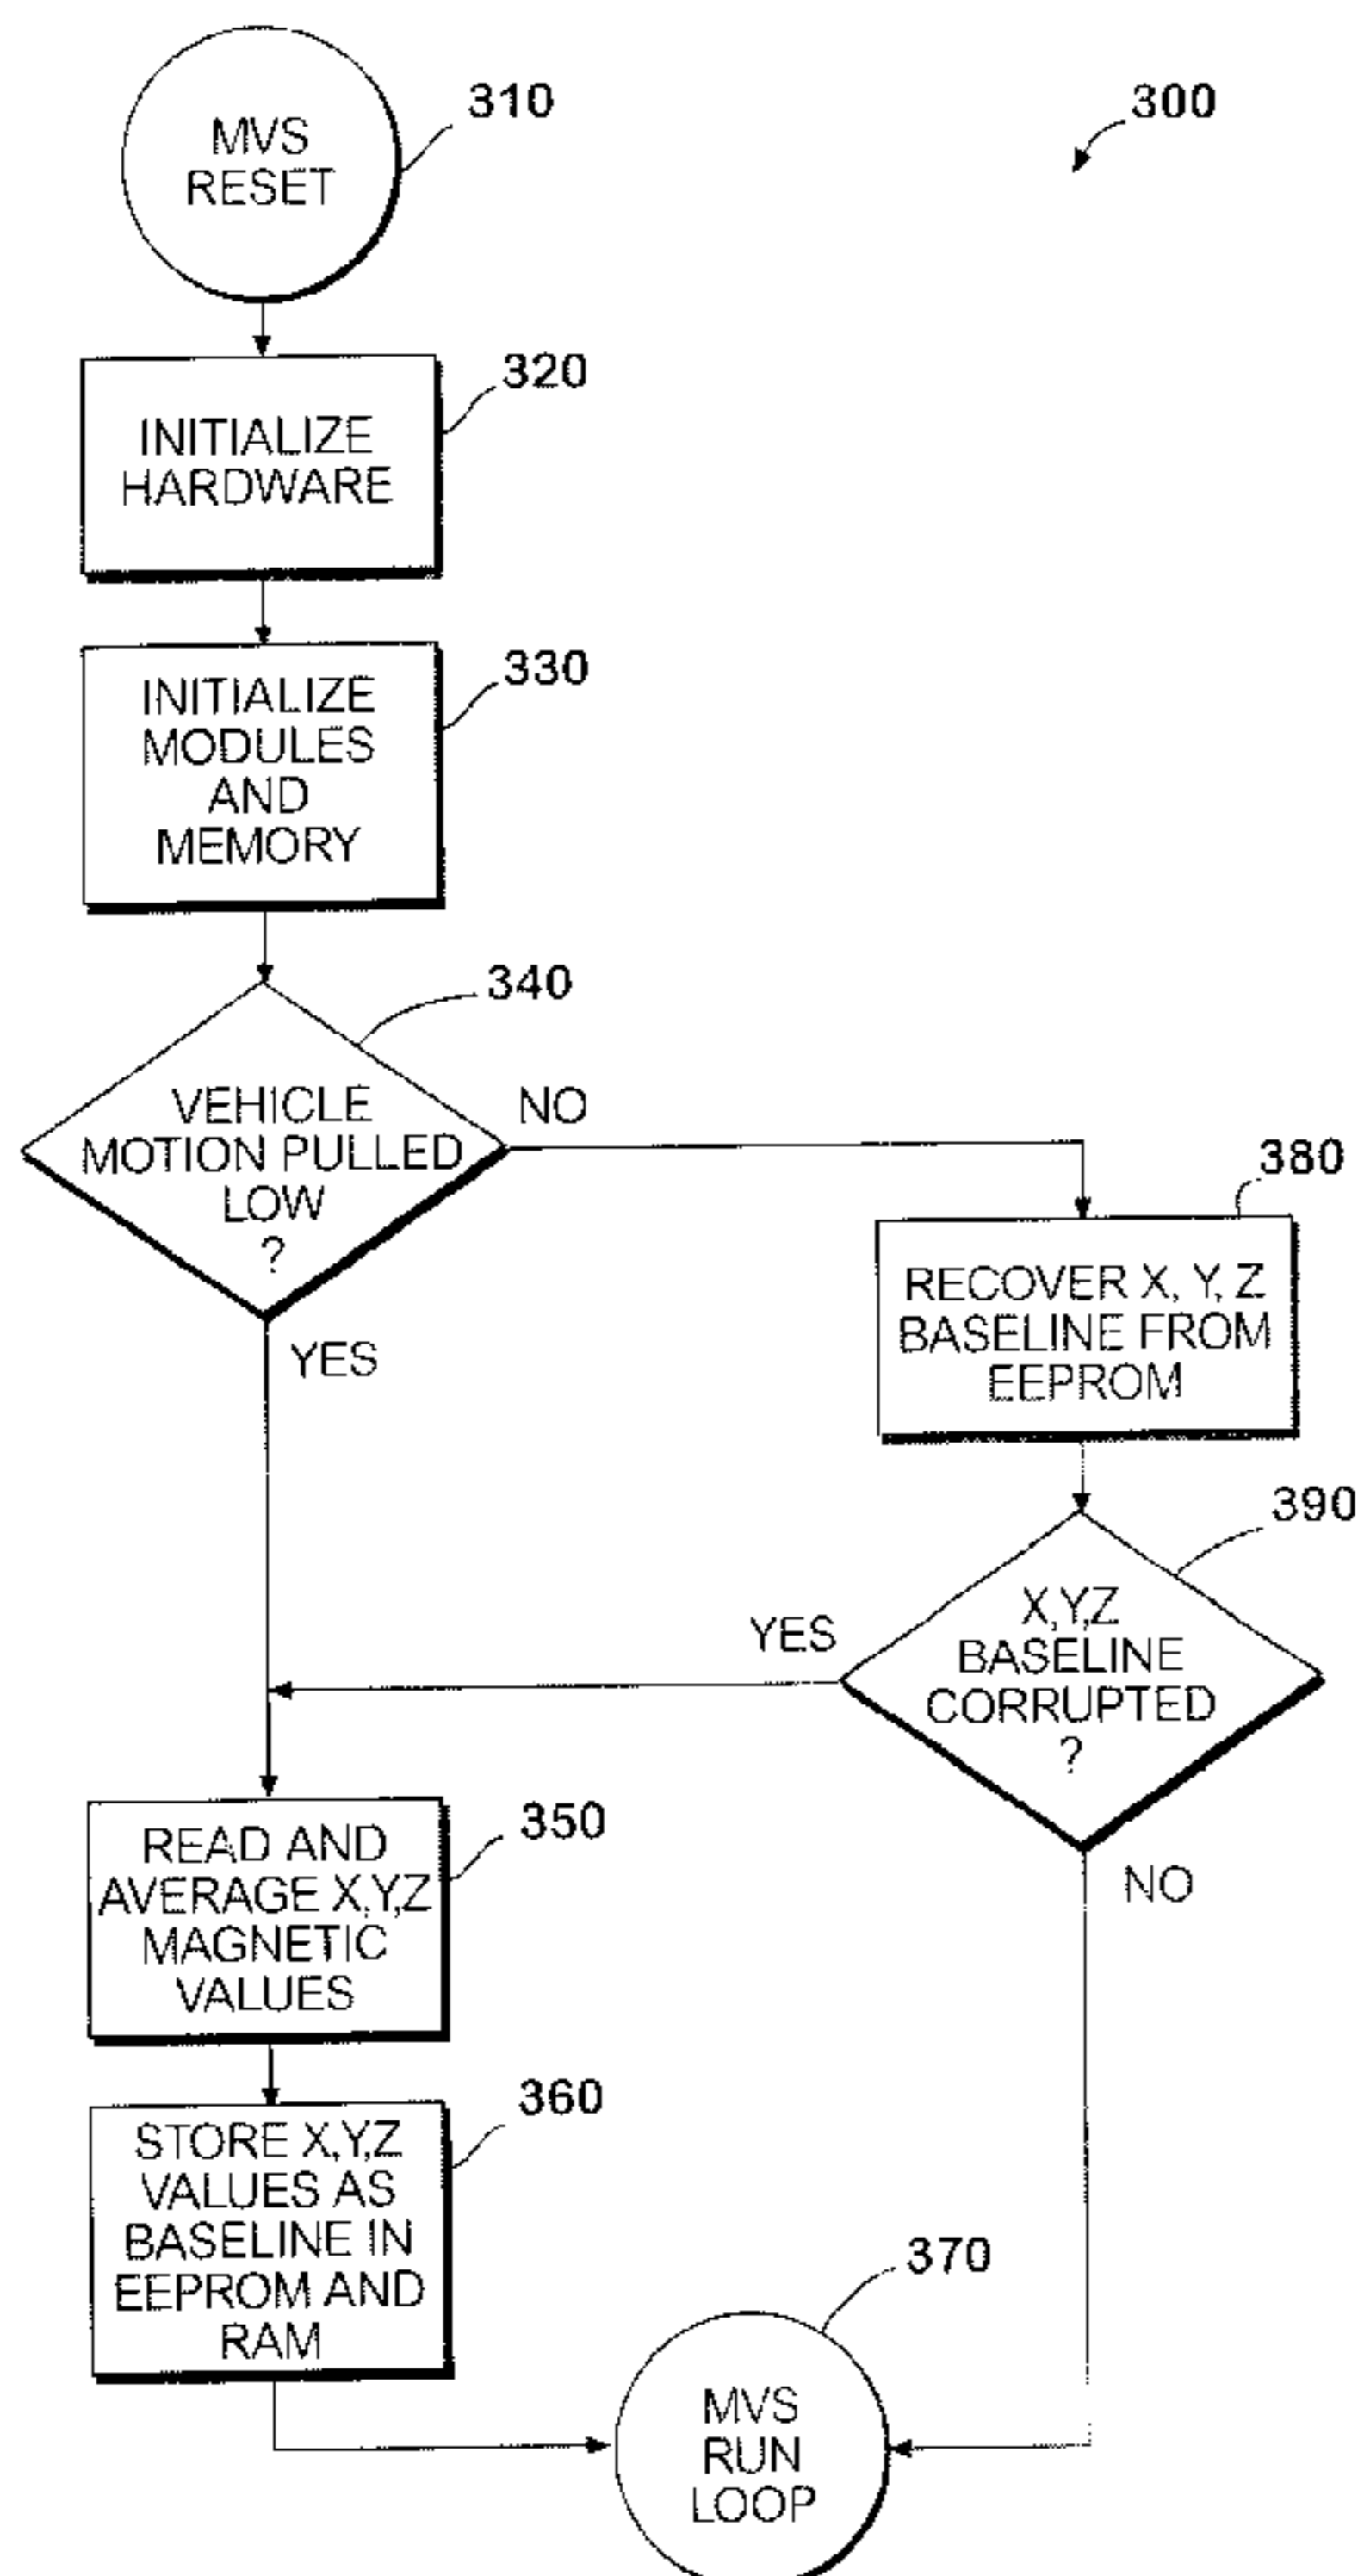 310
300
MVS
RESET
320
INITIALIZE
HARDWARE
330
INITIALIZE
MODULES
AND
MEMORY
340
VEHICLE
MOTION PULLED
LOW
?
NO
YES
380
RECOVER X, Y, Z
BASELINE FROM
EEPROM
390
X,Y,Z
BASELINE
CORRUPTED
?
YES
NO
350
READ AND
AVERAGE X,Y,Z
MAGNETIC
VALUES
360
STORE X,Y,Z
VALUES AS
BASELINE IN
EEPROM AND
RAM
370
MVS
RUN
LOOP